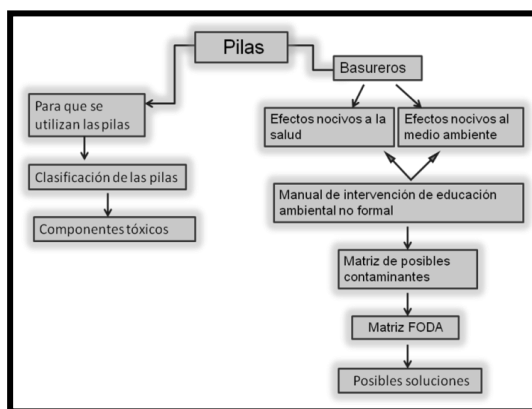 Pilas
Basureros
Para que se
utilizan las pilas
Clasificación de las pilas
Componentes tóxicos
Efectos nocivos a la
salud
Efectos nocivos al
medio ambiente
Manual de intervención de educación
ambiental no formal
Matriz de posibles
contaminantes
Matriz FODA
Posibles soluciones